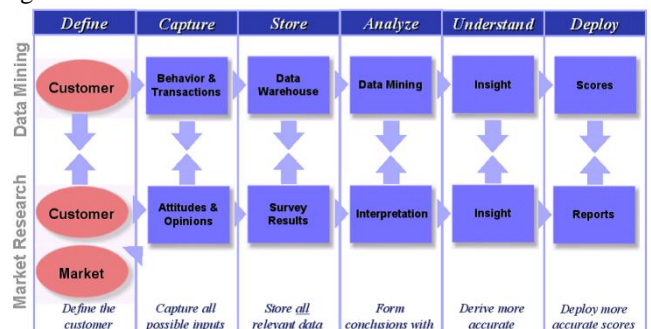 Define Capture Store Analyze Understand Deploy
Data Mining
Customer
Behavior &
Transactions
Data
Warehouse
Data Mining
Insight
Scores
Market Research
Customer
Attitudes &
Opinions
Survey
Results
Interpretation
Insight
Reports
Market
Define the
customer
Capture all
possible inputs
Store all
relevant data
Form
conclusions with
Derive more
accurate
Deploy more
accurate scores